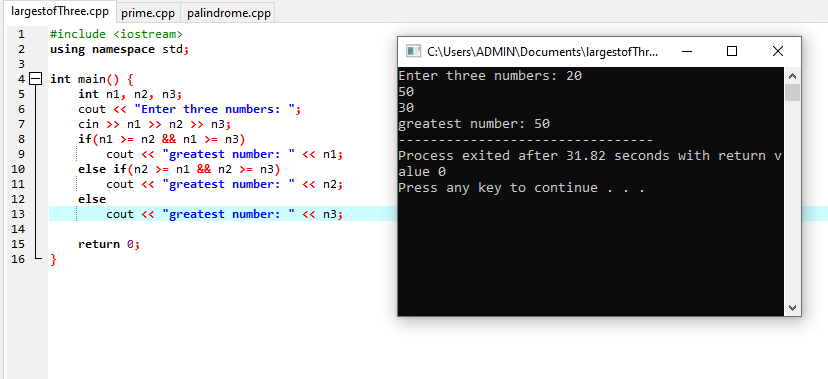 largestofThree.cpp prime.cpp palindrome.cpp
1 #include <iostream>
2 using namespace std;
3
4 int main() {
5 int n1, n2, n3;
6 cout << "Enter three numbers: ";
7 cin >> n1 >> n2 >> n3;
8 if(n1 >= n2 && n1 >= n3)
9 cout << "greatest number: " << n1;
10 else if(n2 >= n1 && n2 >= n3)
11 cout << "greatest number: " << n2;
12 else
13 cout << "greatest number: " << n3;
14
15 return 0;
16 }
C:\Users\ADMIN\Documents\largestofThr...
Enter three numbers: 20
50
30
greatest number: 50
--------------------------------
Process exited after 31.82 seconds with return v
alue 0
Press any key to continue . . .